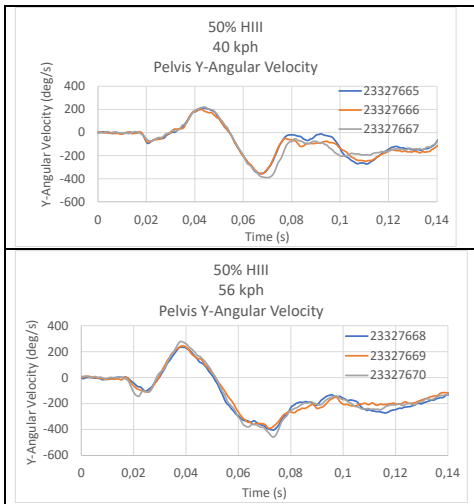 50% HIII
40 kph
Pelvis Y-Angular Velocity
Y-Angular Velocity (deg/s)
400
200
0
-200
-400
-600
23327665
23327666
23327667
0 0,02 0,04 0,06 0,08 0,1 0,12 0,14
Time (s)
50% HIII
56 kph
Pelvis Y-Angular Velocity
Y-Angular Velocity (deg/s)
400
200
0
-200
-400
-600
23327668
23327669
23327670
0 0,02 0,04 0,06 0,08 0,1 0,12 0,14
Time (s)